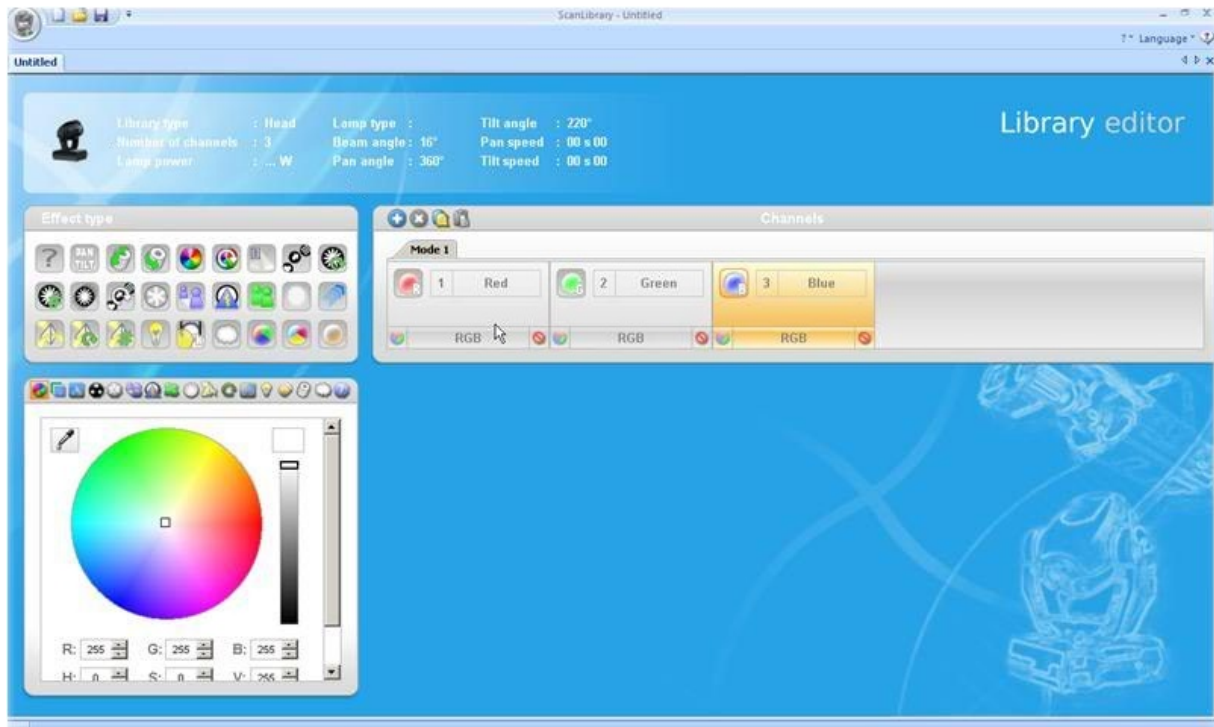 ScanLibrary - Untitled
? Language
Untitled
Library type : Head Lamp type : Tilt angle : 220°
Number of channels : 3 Beam angle : 16° Pan speed : 00 s 00
Lamp power : ... W Pan angle : 360° Tilt speed : 00 s 00
Library editor
Effect type
Channels
PAN
TILT
Mode 1
R 1 Red G 2 Green B 3 Blue
RGB RGB RGB
R: 255 G: 255 B: 255
H: 0 S: 0 V: 255